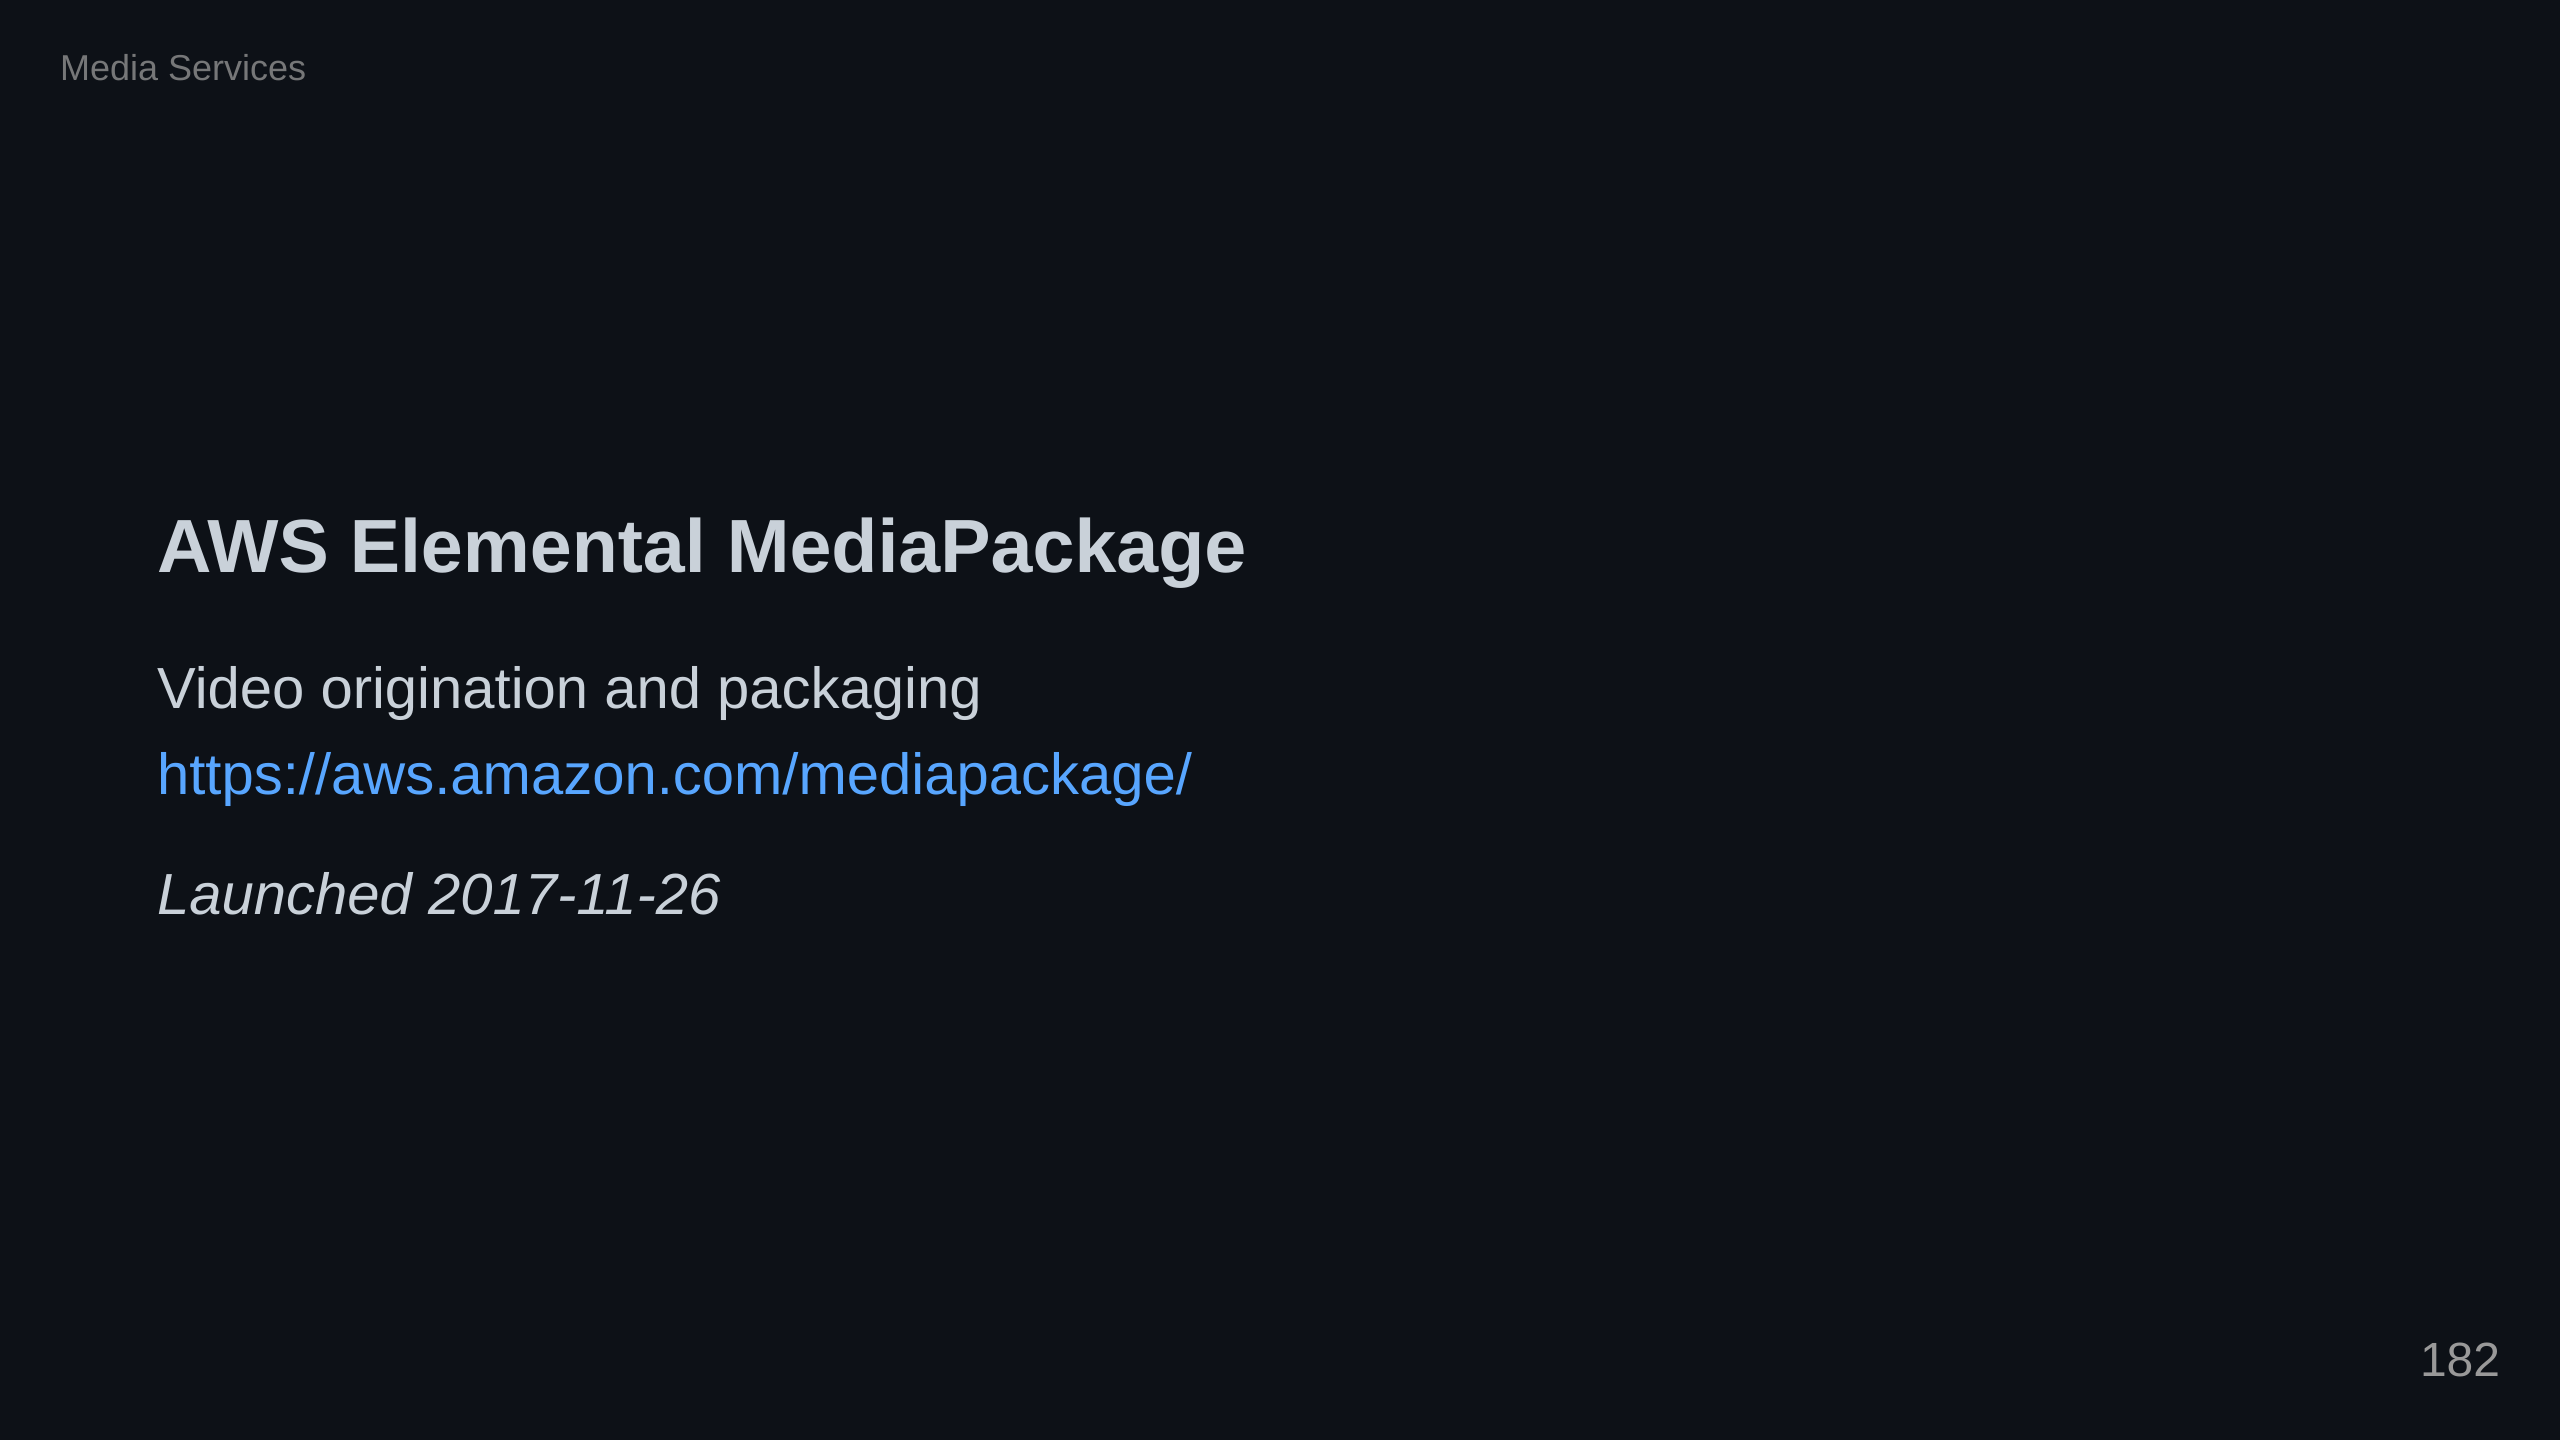 Media Services
AWS Elemental MediaPackage
Video origination and packaging
https://aws.amazon.com/mediapackage/
Launched 2017-11-26
182